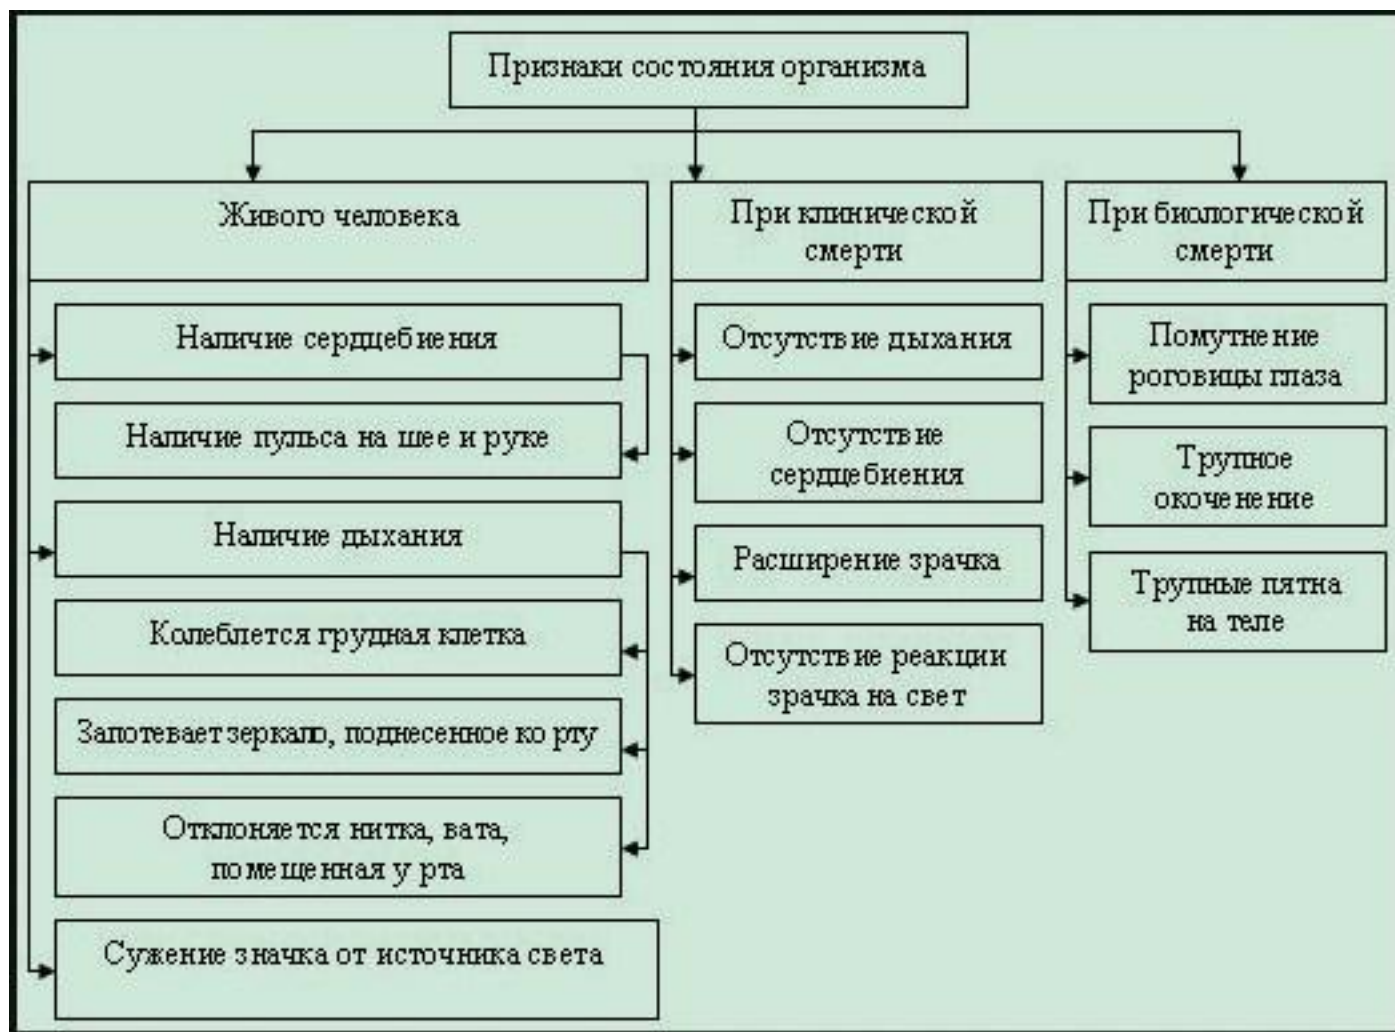 Признаки состояния организма
Живого человека
Наличие сердцебиения
Наличие пульса на шее и руке
Наличие дыхания
Колеблется грудная клетка
Запотевает зеркало, поднесенное ко рту
Отклоняется нитка, вата,
помещенная у рта
Сужение значка от источника света
При клинической
смерти
Отсутствие дыхания
Отсутствие
сердцебиения
Расширение зрачка
Отсутствие реакции
зрачка на свет
При биологической
смерти
Помутнение
роговицы глаза
Трупное
окоченение
Трупные пятна
на теле